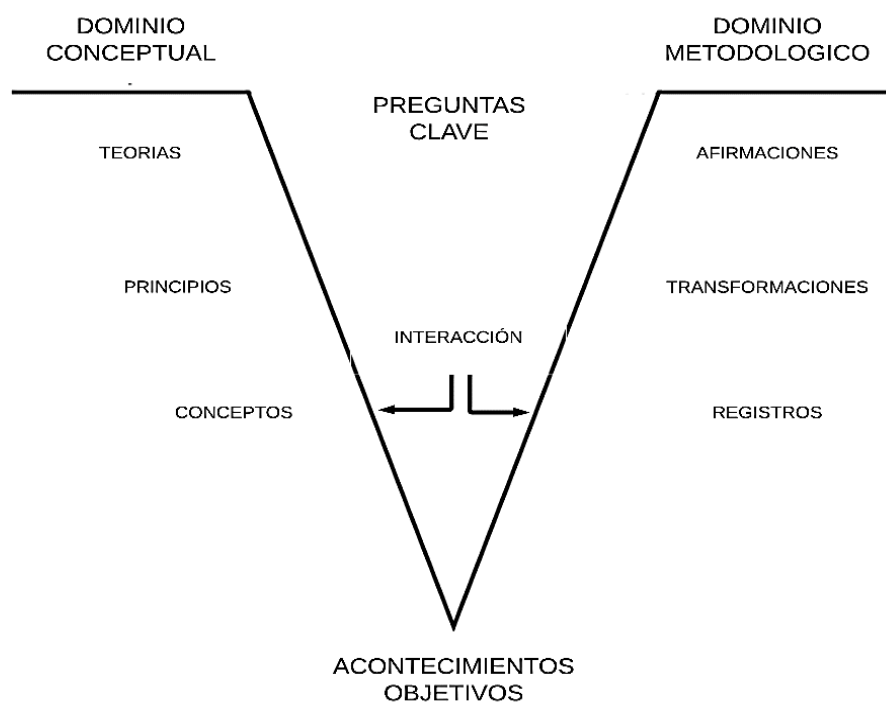 DOMINIO
CONCEPTUAL
DOMINIO
METODOLOGICO
PREGUNTAS
CLAVE
TEORIAS
AFIRMACIONES
PRINCIPIOS
TRANSFORMACIONES
INTERACCIÓN
CONCEPTOS
REGISTROS
ACONTECIMIENTOS
OBJETIVOS